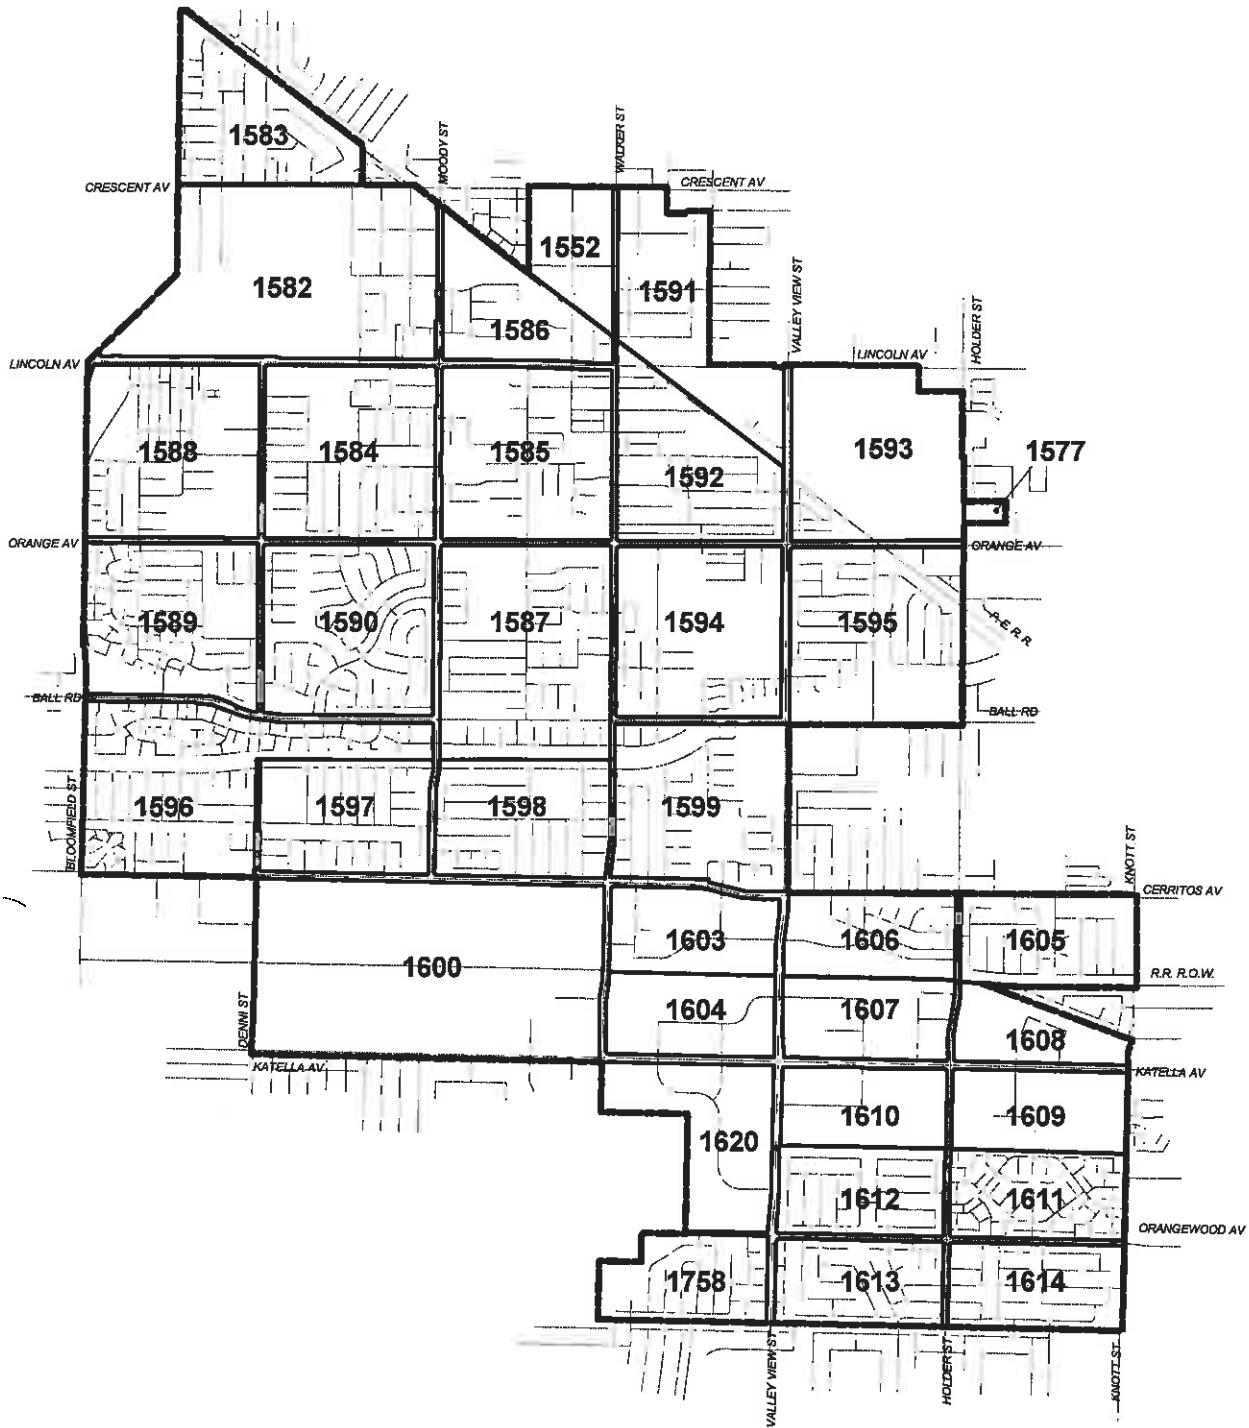 MOODY ST
WALKER ST
1583
CRESCENT AV
CRESCENT AV
1552
1582
1591
VALLEY VIEW ST
HOLDER ST
1586
LINCOLN AV
LINCOLN AV
1588
1584
1585
1592
1593
1577
ORANGE AV
ORANGE AV
1589
1590
1587
1594
1595
P.E.R.R
BALL RD
BALL RD
BLOOMFIELD ST
1596
1597
1598
1599
KNOTT ST
CERRITOS AV
1603
1606
1605
1600
R.R. R.O.W.
DENNI ST
1604
1607
1608
KATELLA AV
KATELLA AV
1610
1609
1620
1612
1611
ORANGEWOOD AV
1758
1613
1614
VALLEY VIEW ST
HOLDER ST
KNOTT ST